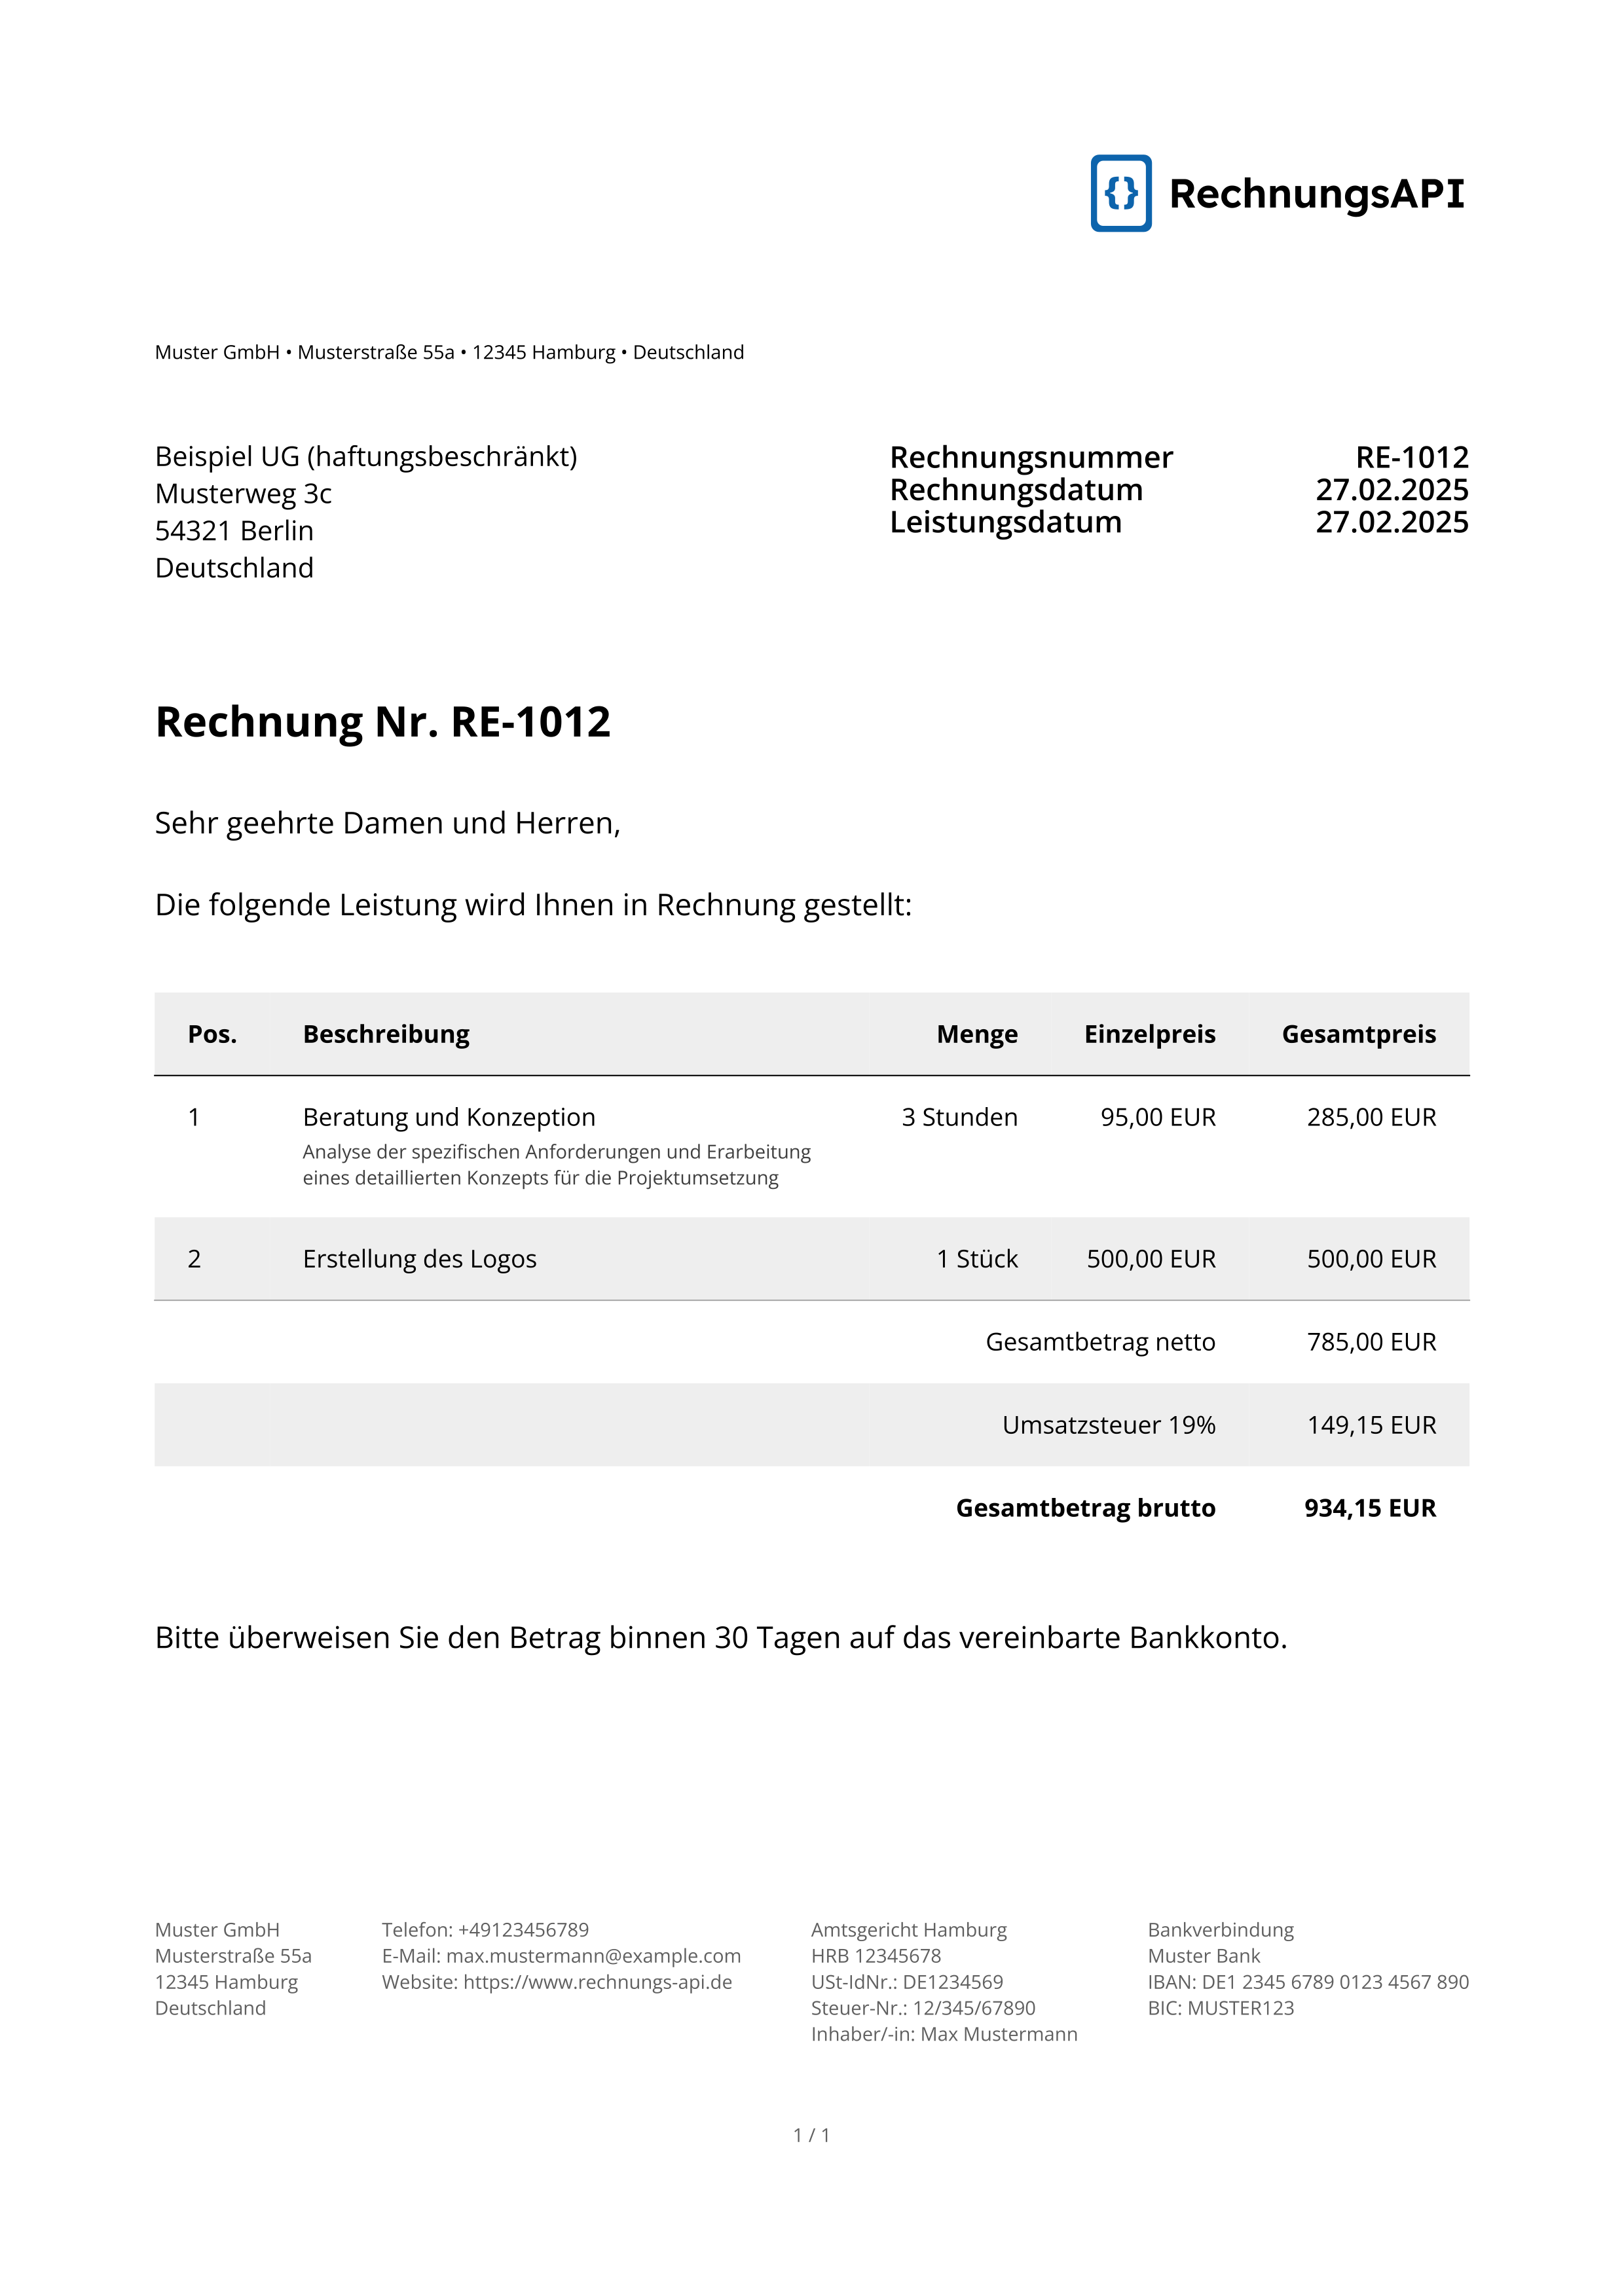 {} RechnungsAPI
Muster GmbH • Musterstraße 55a • 12345 Hamburg • Deutschland
Beispiel UG (haftungsbeschränkt)
Musterweg 3c
54321 Berlin
Deutschland
Rechnungsnummer RE-1012
Rechnungsdatum 27.02.2025
Leistungsdatum 27.02.2025
Rechnung Nr. RE-1012
Sehr geehrte Damen und Herren,
Die folgende Leistung wird Ihnen in Rechnung gestellt:
Pos. Beschreibung Menge Einzelpreis Gesamtpreis
1 Beratung und Konzeption 3 Stunden 95,00 EUR 285,00 EUR
Analyse der spezifischen Anforderungen und Erarbeitung
eines detaillierten Konzepts für die Projektumsetzung
2 Erstellung des Logos 1 Stück 500,00 EUR 500,00 EUR
Gesamtbetrag netto 785,00 EUR
Umsatzsteuer 19% 149,15 EUR
Gesamtbetrag brutto 934,15 EUR
Bitte überweisen Sie den Betrag binnen 30 Tagen auf das vereinbarte Bankkonto.
Muster GmbH
Musterstraße 55a
12345 Hamburg
Deutschland
Telefon: +49123456789
E-Mail: max.mustermann@example.com
Website: https://www.rechnungs-api.de
Amtsgericht Hamburg
HRB 12345678
USt-IdNr.: DE1234569
Steuer-Nr.: 12/345/67890
Inhaber/-in: Max Mustermann
Bankverbindung
Muster Bank
IBAN: DE1 2345 6789 0123 4567 890
BIC: MUSTER123
1 / 1